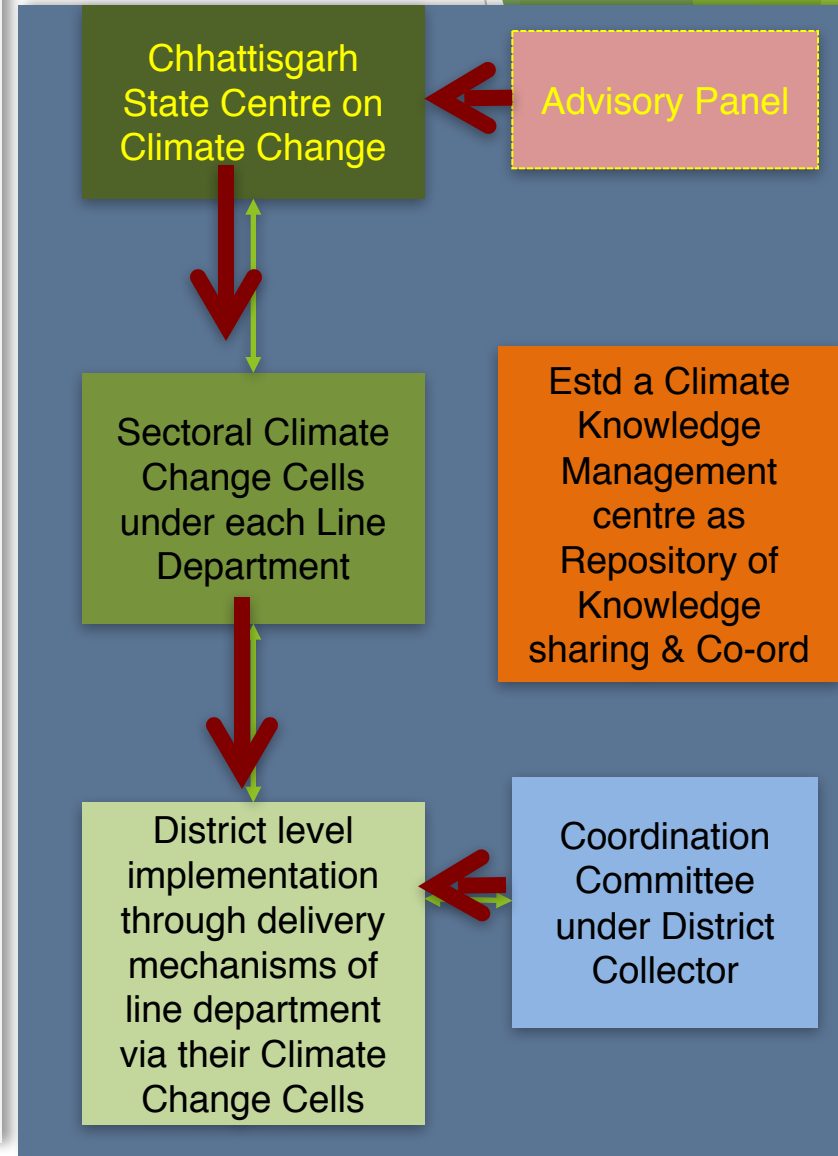 Chhattisgarh
State Centre on
Climate Change
Advisory Panel
Sectoral Climate
Change Cells
under each Line
Department
Estd a Climate
Knowledge
Management
centre as
Repository of
Knowledge
sharing & Co-ord
District level
implementation
through delivery
mechanisms of
line department
via their Climate
Change Cells
Coordination
Committee
under District
Collector